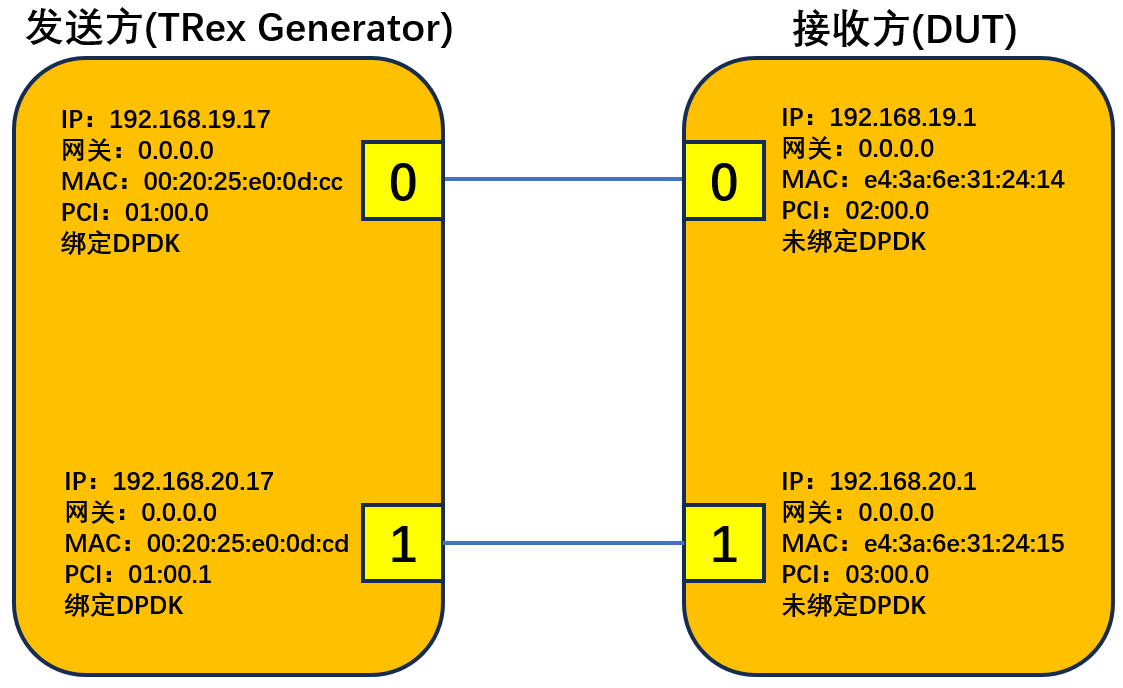 发送方(TRex Generator)
IP：192.168.19.17
网关：0.0.0.0
MAC：00:20:25:e0:0d:cc
PCI：01:00.0
绑定DPDK
0
IP：192.168.20.17
网关：0.0.0.0
MAC：00:20:25:e0:0d:cd
PCI：01:00.1
绑定DPDK
1
接收方(DUT)
0
IP：192.168.19.1
网关：0.0.0.0
MAC：e4:3a:6e:31:24:14
PCI：02:00.0
未绑定DPDK
1
IP：192.168.20.1
网关：0.0.0.0
MAC：e4:3a:6e:31:24:15
PCI：03:00.0
未绑定DPDK